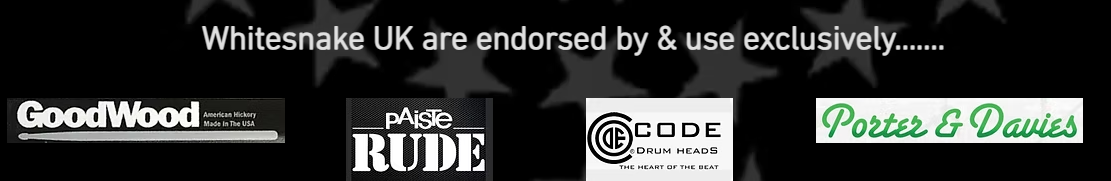 Whitesnake UK are endorsed by & use exclusively.......
GoodWood
American Hickory
Made In The USA
PAiSTe
RUDE
CODE
®DRUM HEADS
THE HEART OF THE BEAT
Porter & Davies